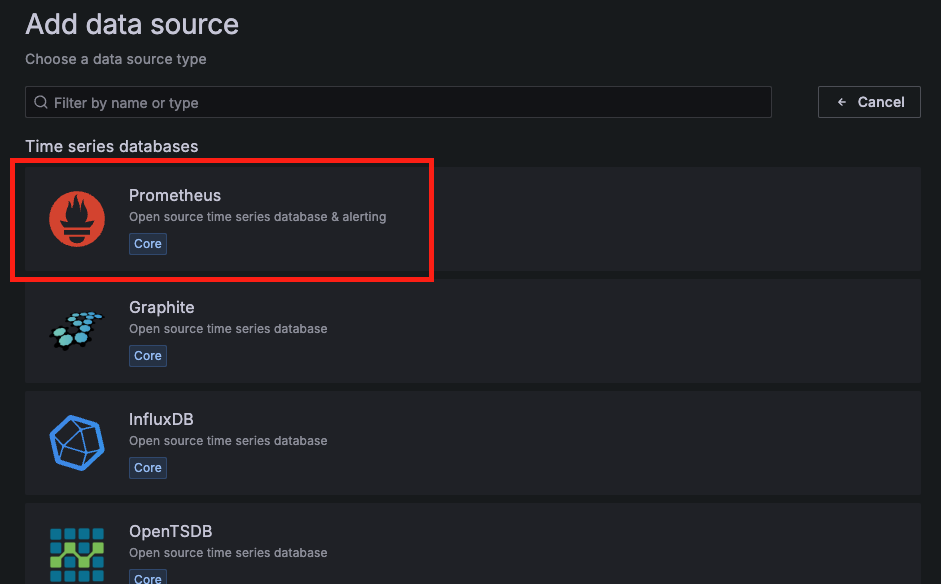 Add data source
Choose a data source type
Filter by name or type
Cancel
Time series databases
Prometheus
Open source time series database & alerting
Core
Graphite
Open source time series database
Core
InfluxDB
Open source time series database
Core
OpenTSDB
Open source time series database
Core